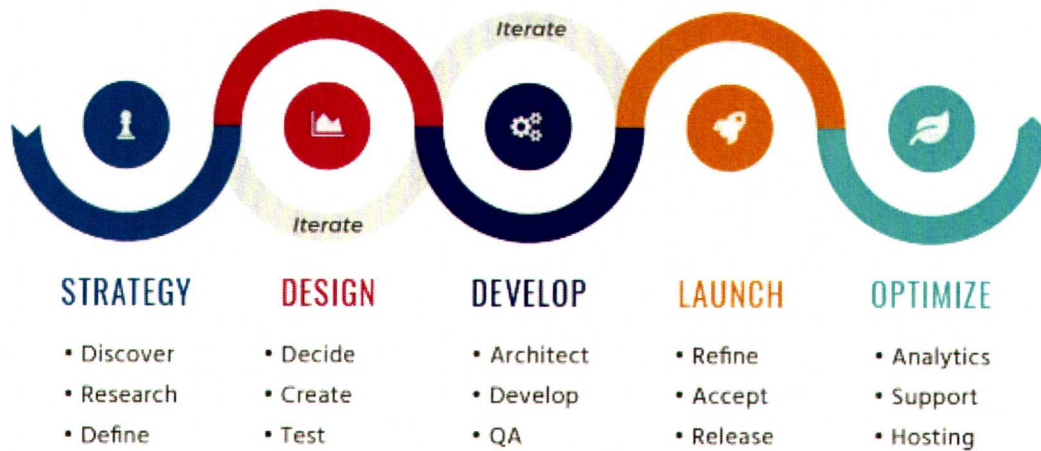 Iterate
Iterate
STRATEGY
• Discover
• Research
• Define
DESIGN
• Decide
• Create
• Test
DEVELOP
• Architect
• Develop
• QA
LAUNCH
• Refine
• Accept
• Release
OPTIMIZE
• Analytics
• Support
• Hosting